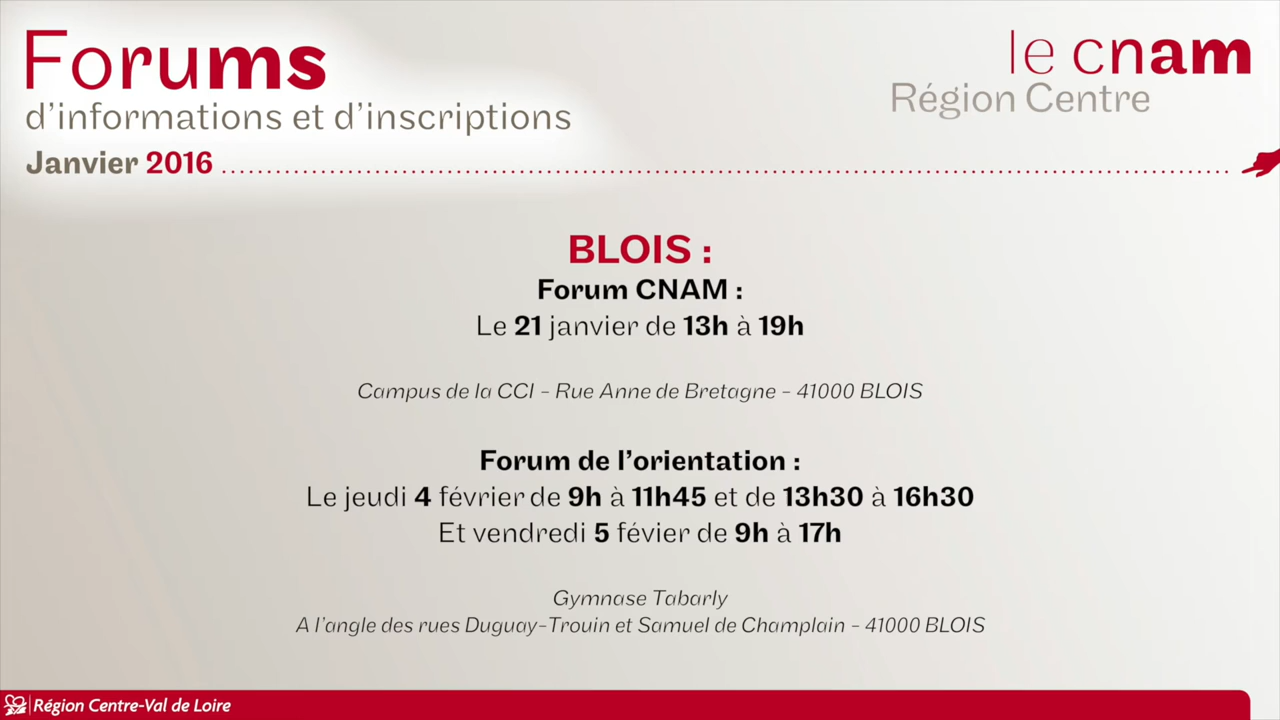 Forums
d'informations et d'inscriptions
Janvier 2016
le cnam
Région Centre
BLOIS :
Forum CNAM :
Le 21 janvier de 13h à 19h
Campus de la CCI - Rue Anne de Bretagne - 41000 BLOIS
Forum de l'orientation :
Le jeudi 4 février de 9h à 11h45 et de 13h30 à 16h30
Et vendredi 5 févier de 9h à 17h
Gymnase Tabarly
A l'angle des rues Duguay-Trouin et Samuel de Champlain - 41000 BLOIS
Région Centre-Val de Loire